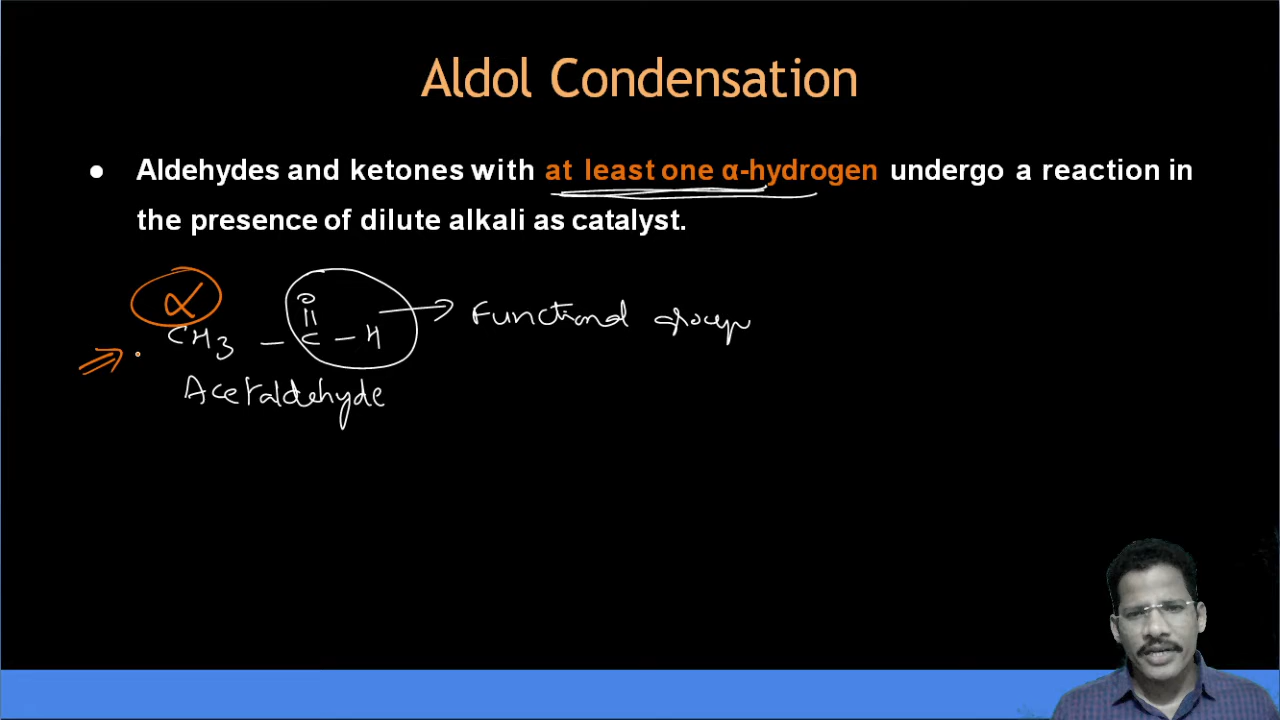 Aldol Condensation
● Aldehydes and ketones with at least one α-hydrogen undergo a reaction in
the presence of dilute alkali as catalyst.
α
O
||
CH3 — C — H → Functional group
Acetaldehyde